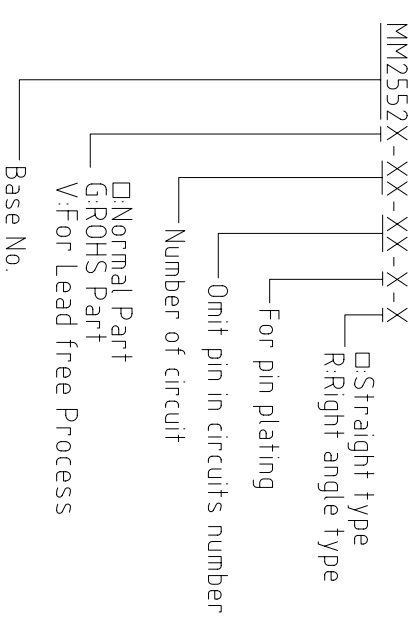 MM2552X-XX-XX-X-X
□:Straight type
R:Right angle type
For pin plating
Omit pin in circuits number
Number of circuit
□:Normal Part
G:ROHS Part
V:For Lead free Process
Base No.